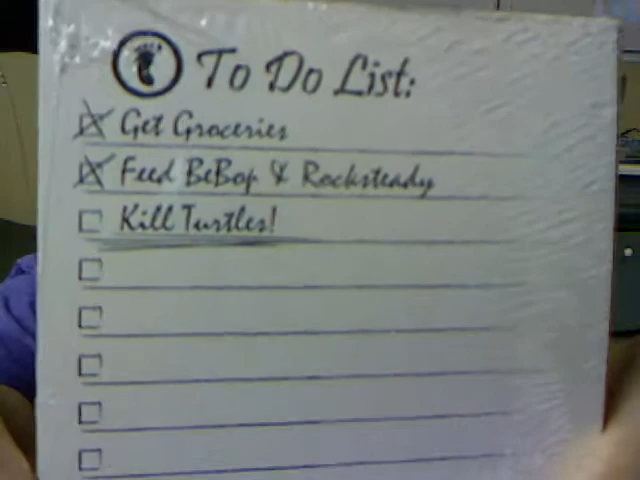 To Do List:
Get Groceries
Feed BeBop & Rocksteady
Kill Turtles!